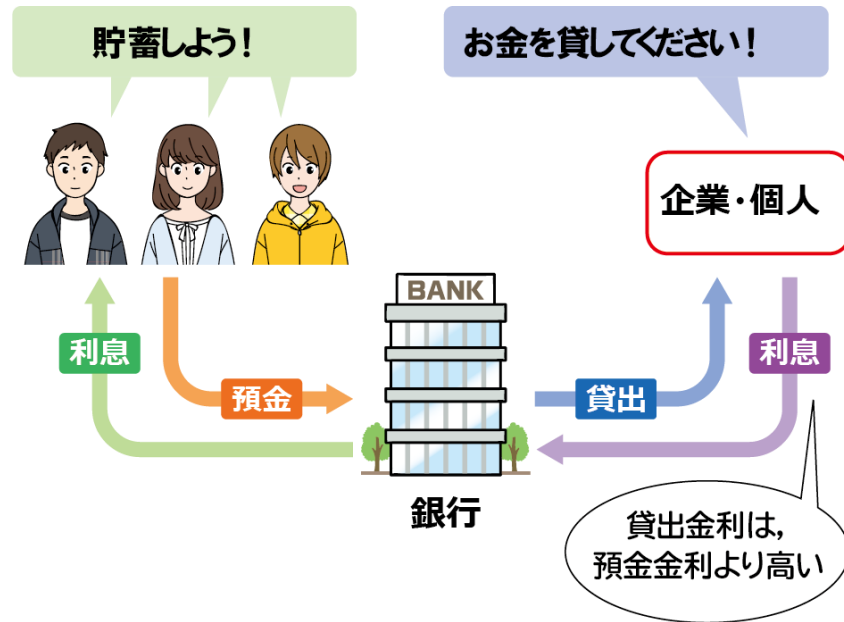 貯蓄しよう！
お金を貸してください！
企業・個人
BANK
利息
預金
貸出
利息
銀行
貸出金利は，
預金金利より高い